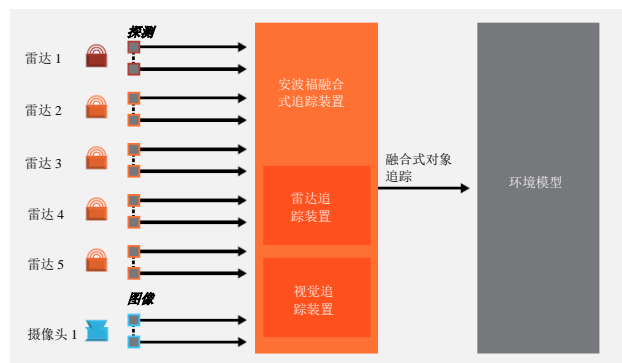 探测
雷达 1
雷达 2
雷达 3
雷达 4
雷达 5
图像
摄像头 1
安波福融合
式追踪装置
雷达追
踪装置
视觉追
踪装置
融合式对象
追踪
环境模型